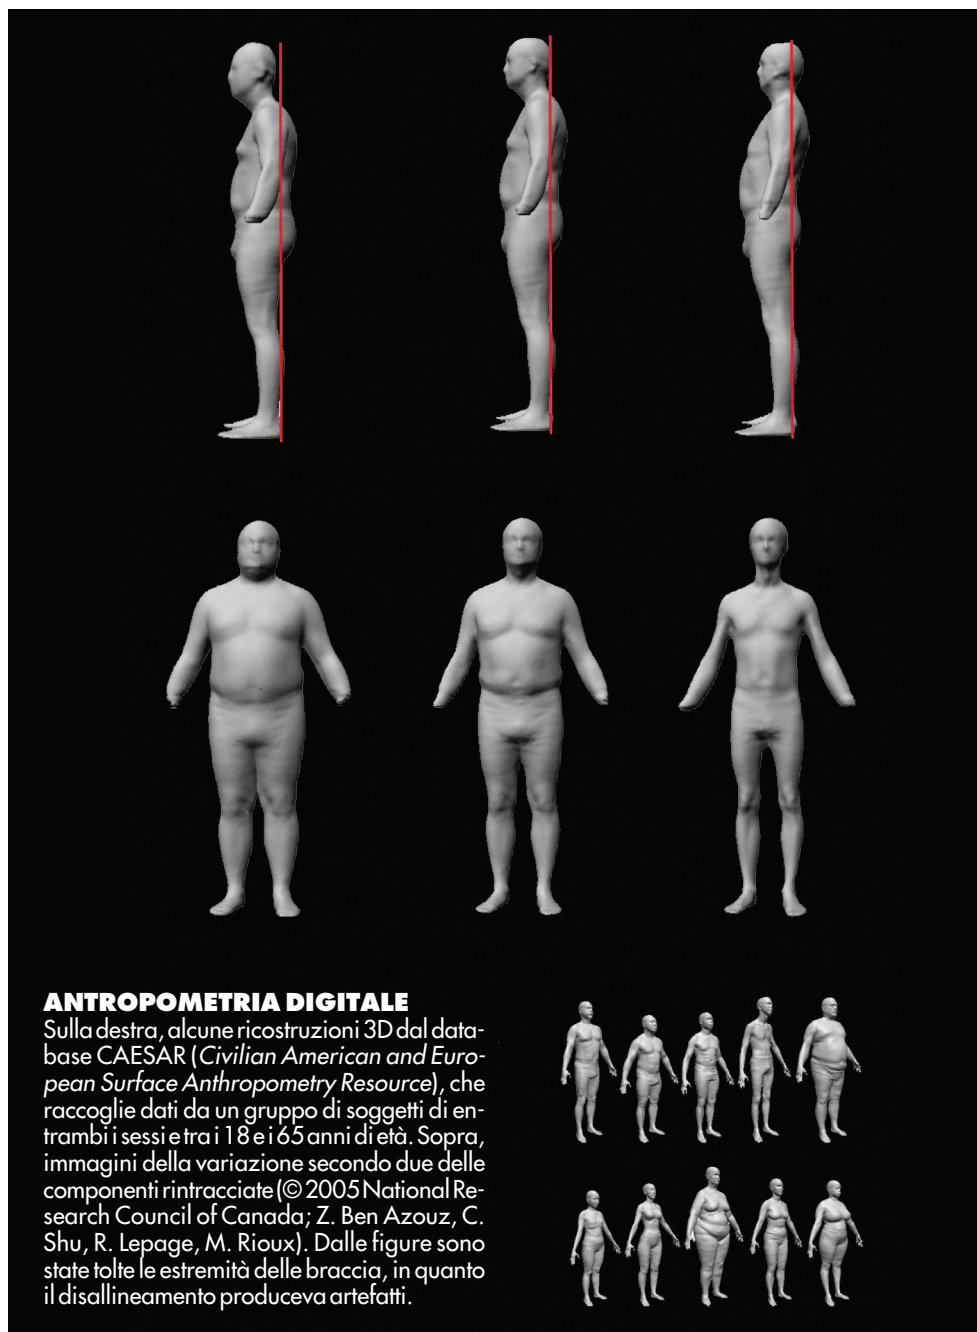 ANTROPOMETRIA DIGITALE
Sulla destra, alcune ricostruzioni 3D dal data-
base CAESAR (Civilian American and Euro-
pean Surface Anthropometry Resource), che
raccoglie dati da un gruppo di soggetti di en-
trambi i sessi e tra i 18 e i 65 anni di età. Sopra,
immagini della variazione secondo due delle
componenti rintracciate (© 2005 National Re-
search Council of Canada; Z. Ben Azouz, C.
Shu, R. Lepage, M. Rioux). Dalle figure sono
state tolte le estremità delle braccia, in quanto
il disallineamento produceva artefatti.